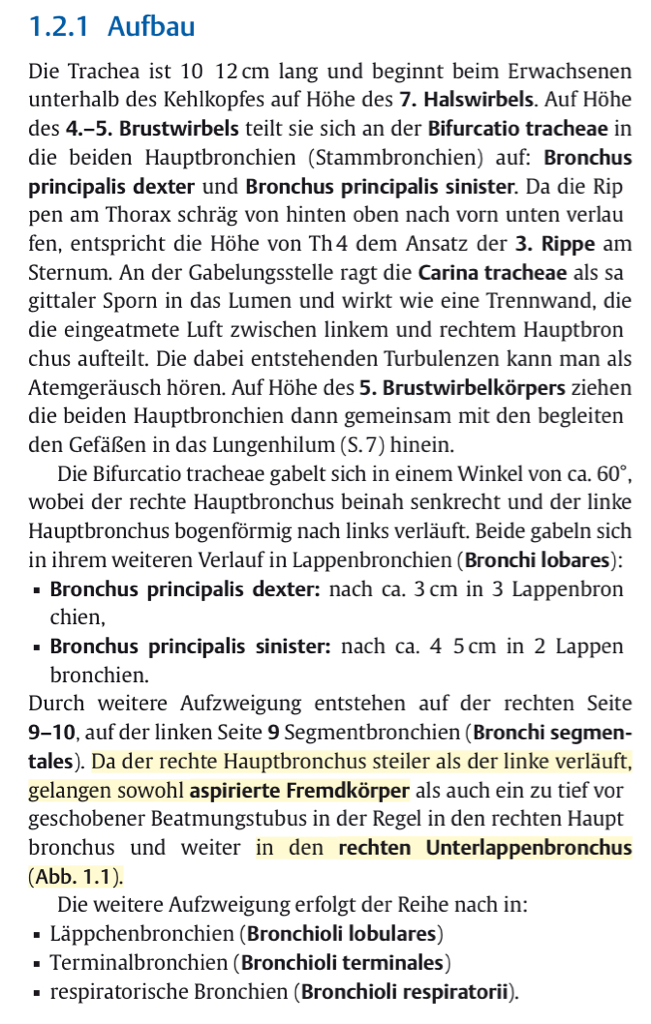 1.2.1 Aufbau
Die Trachea ist 10 12 cm lang und beginnt beim Erwachsenen
unterhalb des Kehlkopfes auf Höhe des 7. Halswirbels. Auf Höhe
des 4.–5. Brustwirbels teilt sie sich an der Bifurcatio tracheae in
die beiden Hauptbronchien (Stammbronchien) auf: Bronchus
principalis dexter und Bronchus principalis sinister. Da die Rip
pen am Thorax schräg von hinten oben nach vorn unten verlau
fen, entspricht die Höhe von Th 4 dem Ansatz der 3. Rippe am
Sternum. An der Gabelungsstelle ragt die Carina tracheae als sa
gittaler Sporn in das Lumen und wirkt wie eine Trennwand, die
die eingeatmete Luft zwischen linkem und rechtem Hauptbron
chus aufteilt. Die dabei entstehenden Turbulenzen kann man als
Atemgeräusch hören. Auf Höhe des 5. Brustwirbelkörpers ziehen
die beiden Hauptbronchien dann gemeinsam mit den begleiten
den Gefäßen in das Lungenhilum (S. 7) hinein.
Die Bifurcatio tracheae gabelt sich in einem Winkel von ca. 60°,
wobei der rechte Hauptbronchus beinah senkrecht und der linke
Hauptbronchus bogenförmig nach links verläuft. Beide gabeln sich
in ihrem weiteren Verlauf in Lappenbronchien (Bronchi lobares):
▪ Bronchus principalis dexter: nach ca. 3 cm in 3 Lappenbron
chien,
▪ Bronchus principalis sinister: nach ca. 4 5 cm in 2 Lappen
bronchien.
Durch weitere Aufzweigung entstehen auf der rechten Seite
9–10, auf der linken Seite 9 Segmentbronchien (Bronchi segmen-
tales). Da der rechte Hauptbronchus steiler als der linke verläuft,
gelangen sowohl aspirierte Fremdkörper als auch ein zu tief vor
geschobener Beatmungstubus in der Regel in den rechten Haupt
bronchus und weiter in den rechten Unterlappenbronchus
(Abb. 1.1).
Die weitere Aufzweigung erfolgt der Reihe nach in:
▪ Läppchenbronchien (Bronchioli lobulares)
▪ Terminalbronchien (Bronchioli terminales)
▪ respiratorische Bronchien (Bronchioli respiratorii).